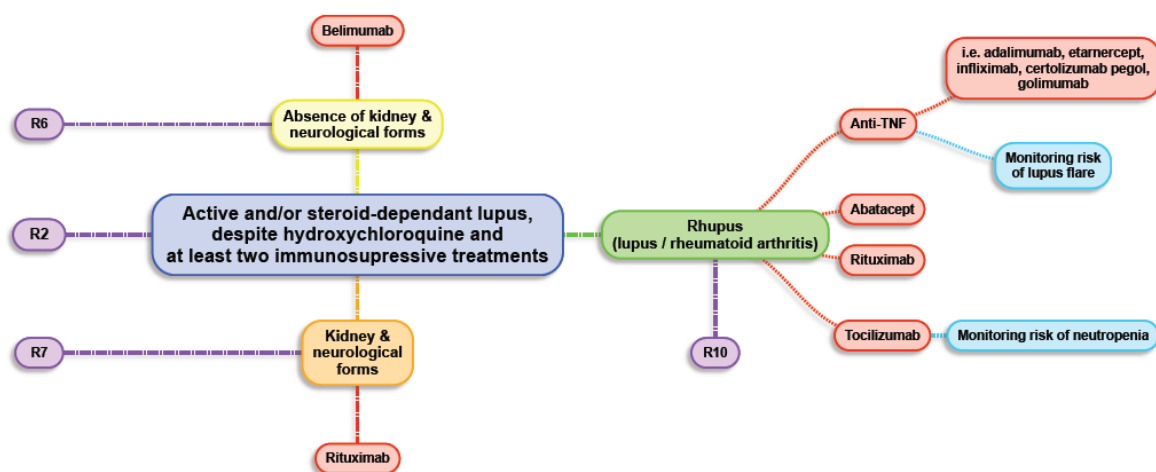 Belimumab
i.e. adalimumab, etarnercept,
infliximab, certolizumab pegol,
golimumab
R6
Absence of kidney &
neurological forms
Anti-TNF
Monitoring risk
of lupus flare
R2
Active and/or steroid-dependant lupus,
despite hydroxychloroquine and
at least two immunosupressive treatments
Rhupus
(lupus / rheumatoid arthritis)
Abatacept
Rituximab
R7
Kidney &
neurological
forms
R10
Tocilizumab
Monitoring risk of neutropenia
Rituximab